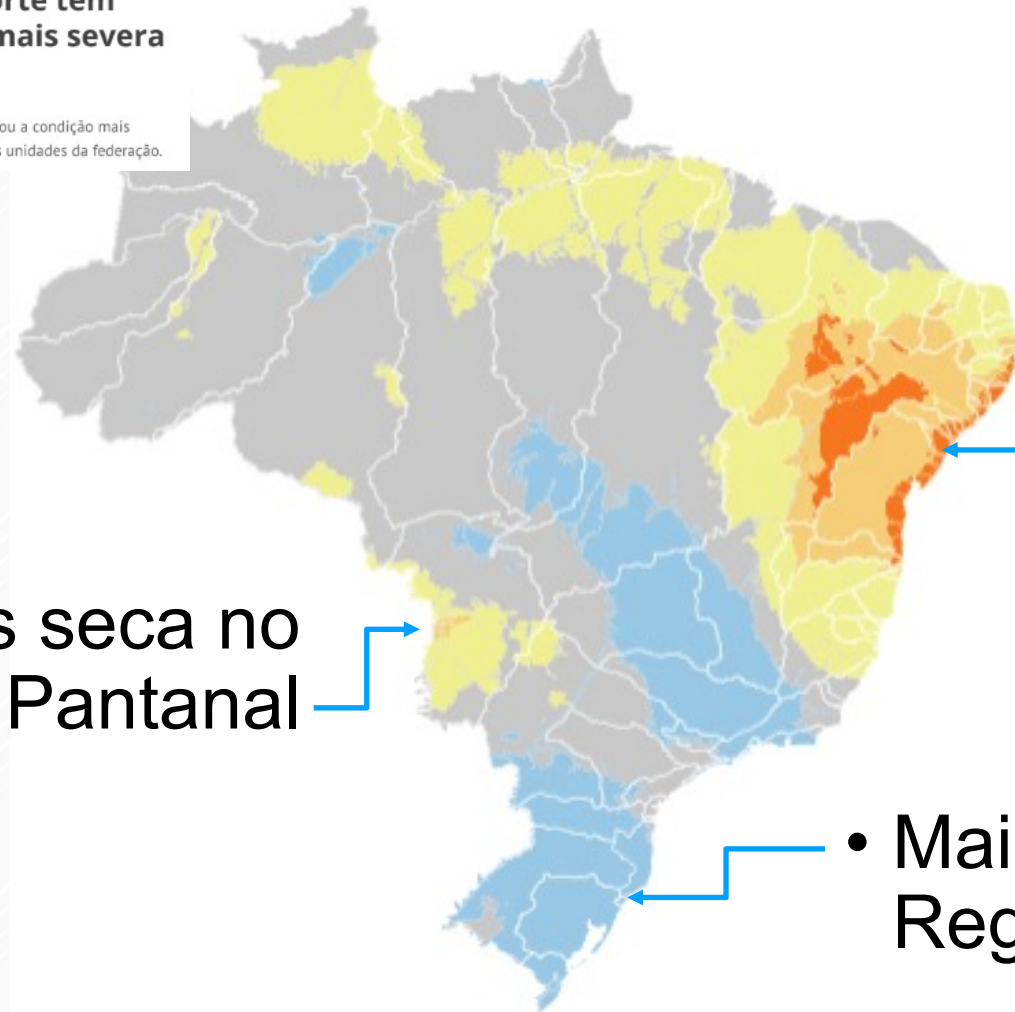 orte tem
mais severa
ou a condição mais
s unidades da federação.
s seca no
Pantanal
• Mai
Reg